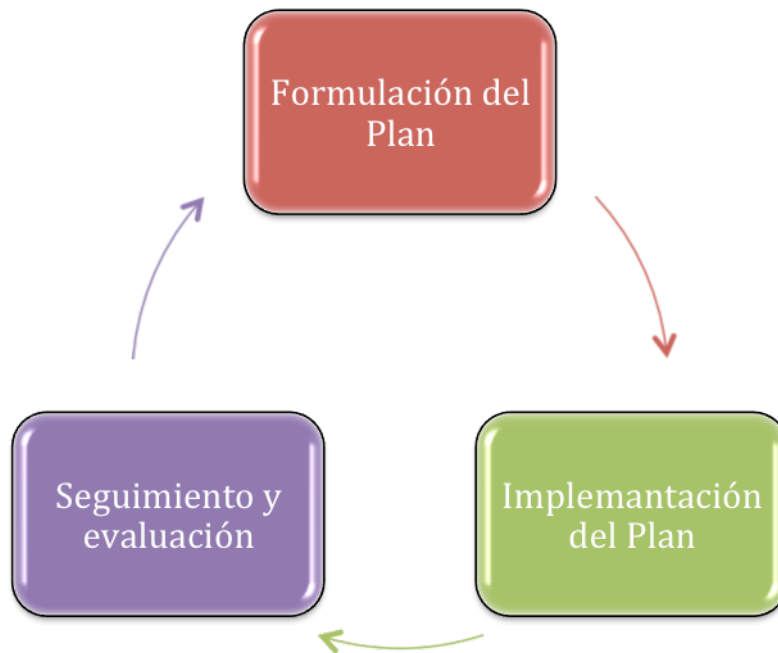 Formulación del
Plan
Seguimiento y
evaluación
Implemantación
del Plan